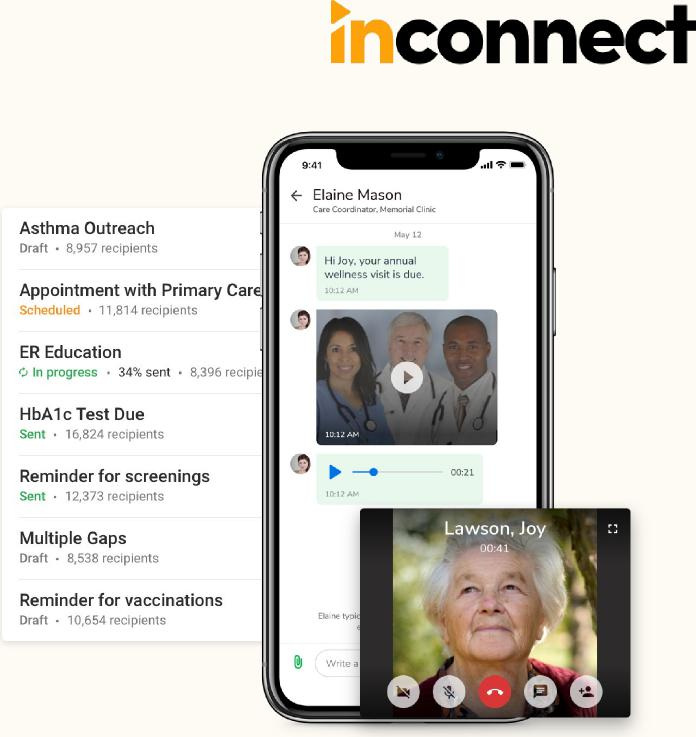 inconnect
Asthma Outreach
Draft • 8,957 recipients
Appointment with Primary Care
Scheduled • 11,814 recipients
ER Education
In progress • 34% sent • 8,396 recipie
HbA1c Test Due
Sent • 16,824 recipients
Reminder for screenings
Sent • 12,373 recipients
Multiple Gaps
Draft • 8,538 recipients
Reminder for vaccinations
Draft • 10,654 recipients
9:41
Elaine Mason
Care Coordinator, Memorial Clinic
May 12
Hi Joy, your annual
wellness visit is due.
10:12 AM
10:12 AM
00:21
10:12 AM
Elaine typi
Write a
Lawson, Joy
00:41